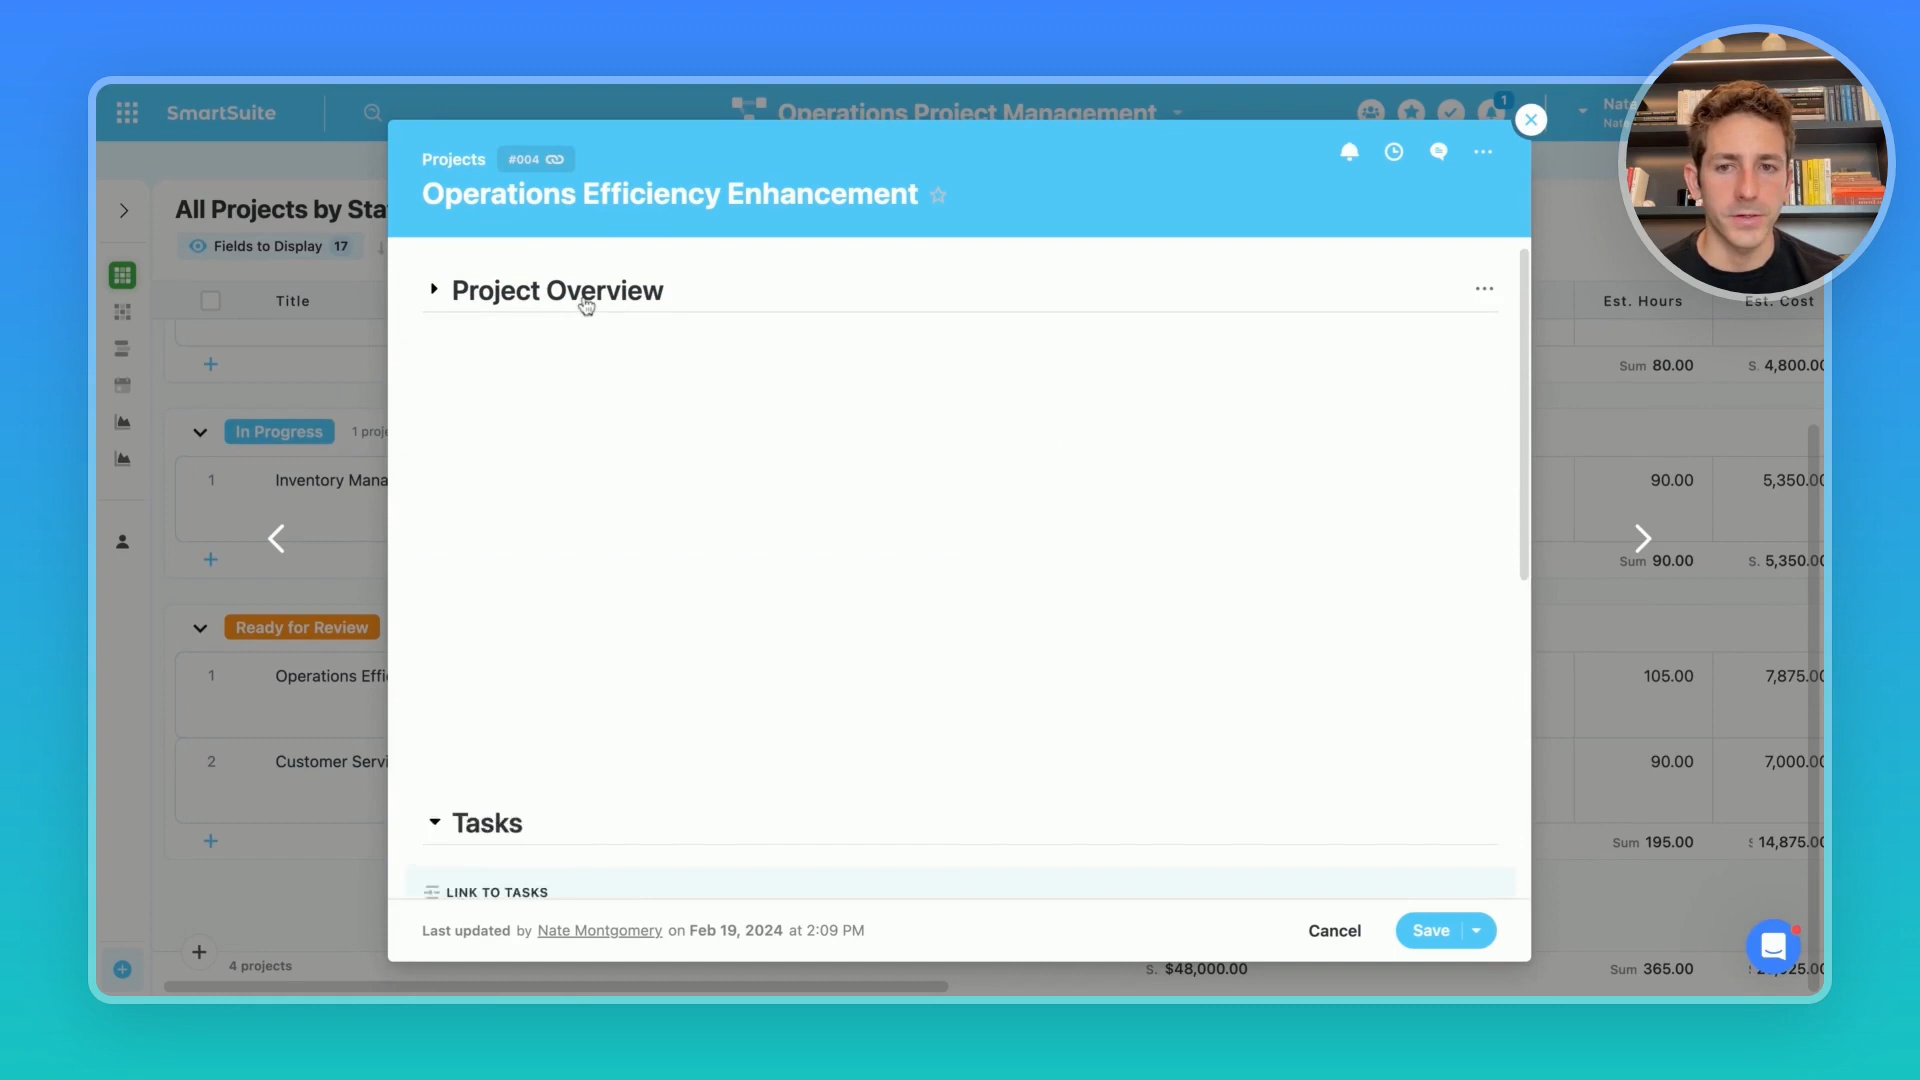 SmartSuite
Operations Project Management
1
Nate
Projects
#004
Operations Efficiency Enhancement
All Projects by Sta
Fields to Display 17
Title
Est. Hours
Est. Cost
Project Overview
Sum 80.00
S. 4,800.00
In Progress
1 proje
1
Inventory Mana
90.00
5,350.00
Sum 90.00
S. 5,350.00
Ready for Review
1
Operations Effi
105.00
7,875.00
2
Customer Servi
90.00
7,000.00
Tasks
Sum 195.00
14,875.00
LINK TO TASKS
Last updated by Nate Montgomery on Feb 19, 2024 at 2:09 PM
Cancel
Save
4 projects
S. $48,000.00
Sum 365.00